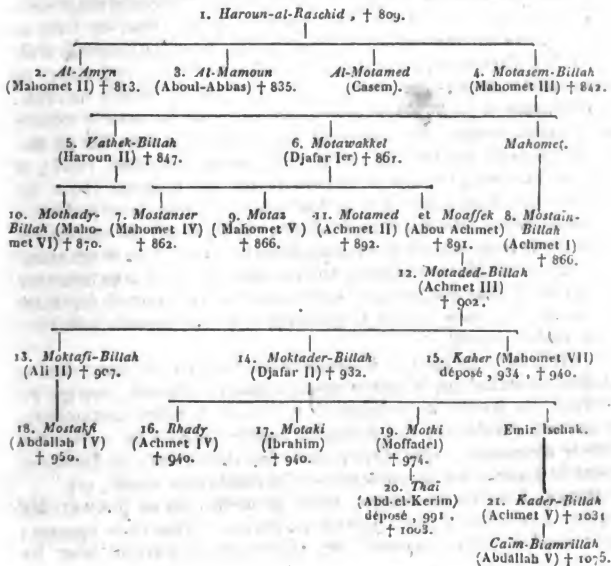 1. Haroun-al-Raschid, † 809.
2. Al-Amyn 3. Al-Mamoun Al-Motamed 4. Motasem-Billah
(Mahomet II) † 813. (Aboul-Abbas) † 835. (Casem). (Mahomet III) † 842.
5. Vathek-Billah 6. Motawakkel Mahomet.
(Haroun II) † 847. (Djafar Ier) † 861.
10. Mothady- 7. Mostanser 9. Motaz 11. Motamed et Moaffek 8. Mostaïn-
Billah (Maho- (Mahomet IV) (Mahomet V) (Achmet II) (Abou Achmet) Billah
met VI) † 870. † 862. † 866. † 892. † 891. (Achmet I)
† 866.
12. Motaded-Billah
(Achmet III)
† 902.
13. Moktafi-Billah 14. Moktader-Billah 15. Kaher (Mahomet VII)
(Ali II) † 907. (Djafar II) † 932. déposé, 934, † 940.
18. Mostakfi 16. Rhady 17. Motaki 19. Mothi Emir Ischak.
(Abdallah IV) (Achmet IV) (Ibrahim) (Moffadel)
† 950. † 940. † 940. † 974.
20. Thaï
(Abd-el-Kerim) 21. Kader-Billah
déposé, 991, (Achmet V) † 1031
† 1003.
Caïm-Biamrillah
(Abdallah V) † 1075.